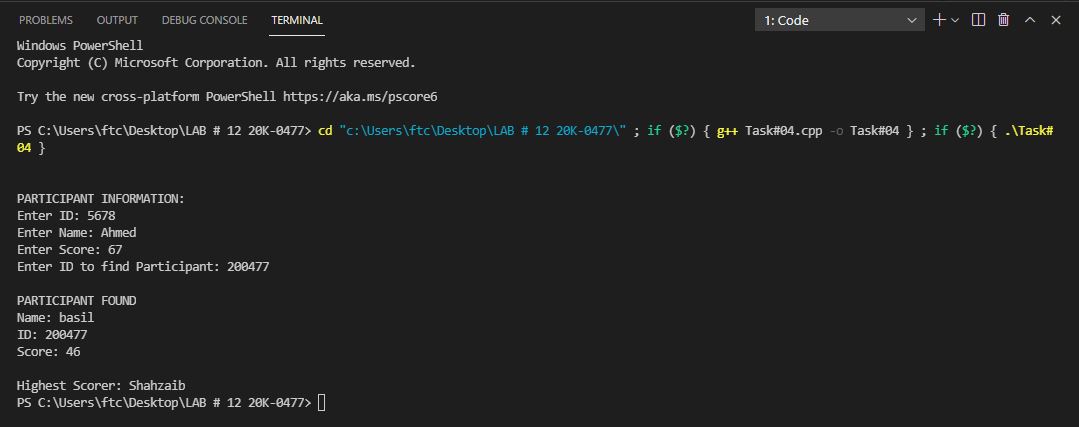 PROBLEMS OUTPUT DEBUG CONSOLE TERMINAL 1: Code
Windows PowerShell
Copyright (C) Microsoft Corporation. All rights reserved.
Try the new cross-platform PowerShell https://aka.ms/pscore6
PS C:\Users\ftc\Desktop\LAB # 12 20K-0477> cd "c:\Users\ftc\Desktop\LAB # 12 20K-0477\" ; if ($?) { g++ Task#04.cpp -o Task#04 } ; if ($?) { .\Task#
04 }
PARTICIPANT INFORMATION:
Enter ID: 5678
Enter Name: Ahmed
Enter Score: 67
Enter ID to find Participant: 200477
PARTICIPANT FOUND
Name: basil
ID: 200477
Score: 46
Highest Scorer: Shahzaib
PS C:\Users\ftc\Desktop\LAB # 12 20K-0477>